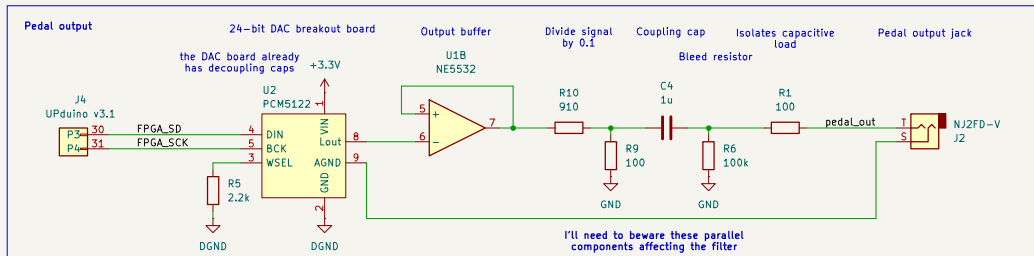 Pedal output
24-bit DAC breakout board
the DAC board already
has decoupling caps
Output buffer
Divide signal
by 0.1
Coupling cap
Bleed resistor
Isolates capacitive
load
Pedal output jack
J4
UPduino v3.1
P3 30
P4 31
FPGA_SD
FPGA_SCK
+3.3V
U2
PCM5122
1
VIN
4 DIN
5 BCK
3 WSEL
Lout 8
AGND 9
GND
2
R5
2.2k
DGND
DGND
U1B
NE5532
5 +
6 -
7
R10
910
R9
100
GND
C4
1u
R6
100k
GND
R1
100
pedal_out
T
S
NJ2FD-V
J2
I'll need to beware these parallel
components affecting the filter